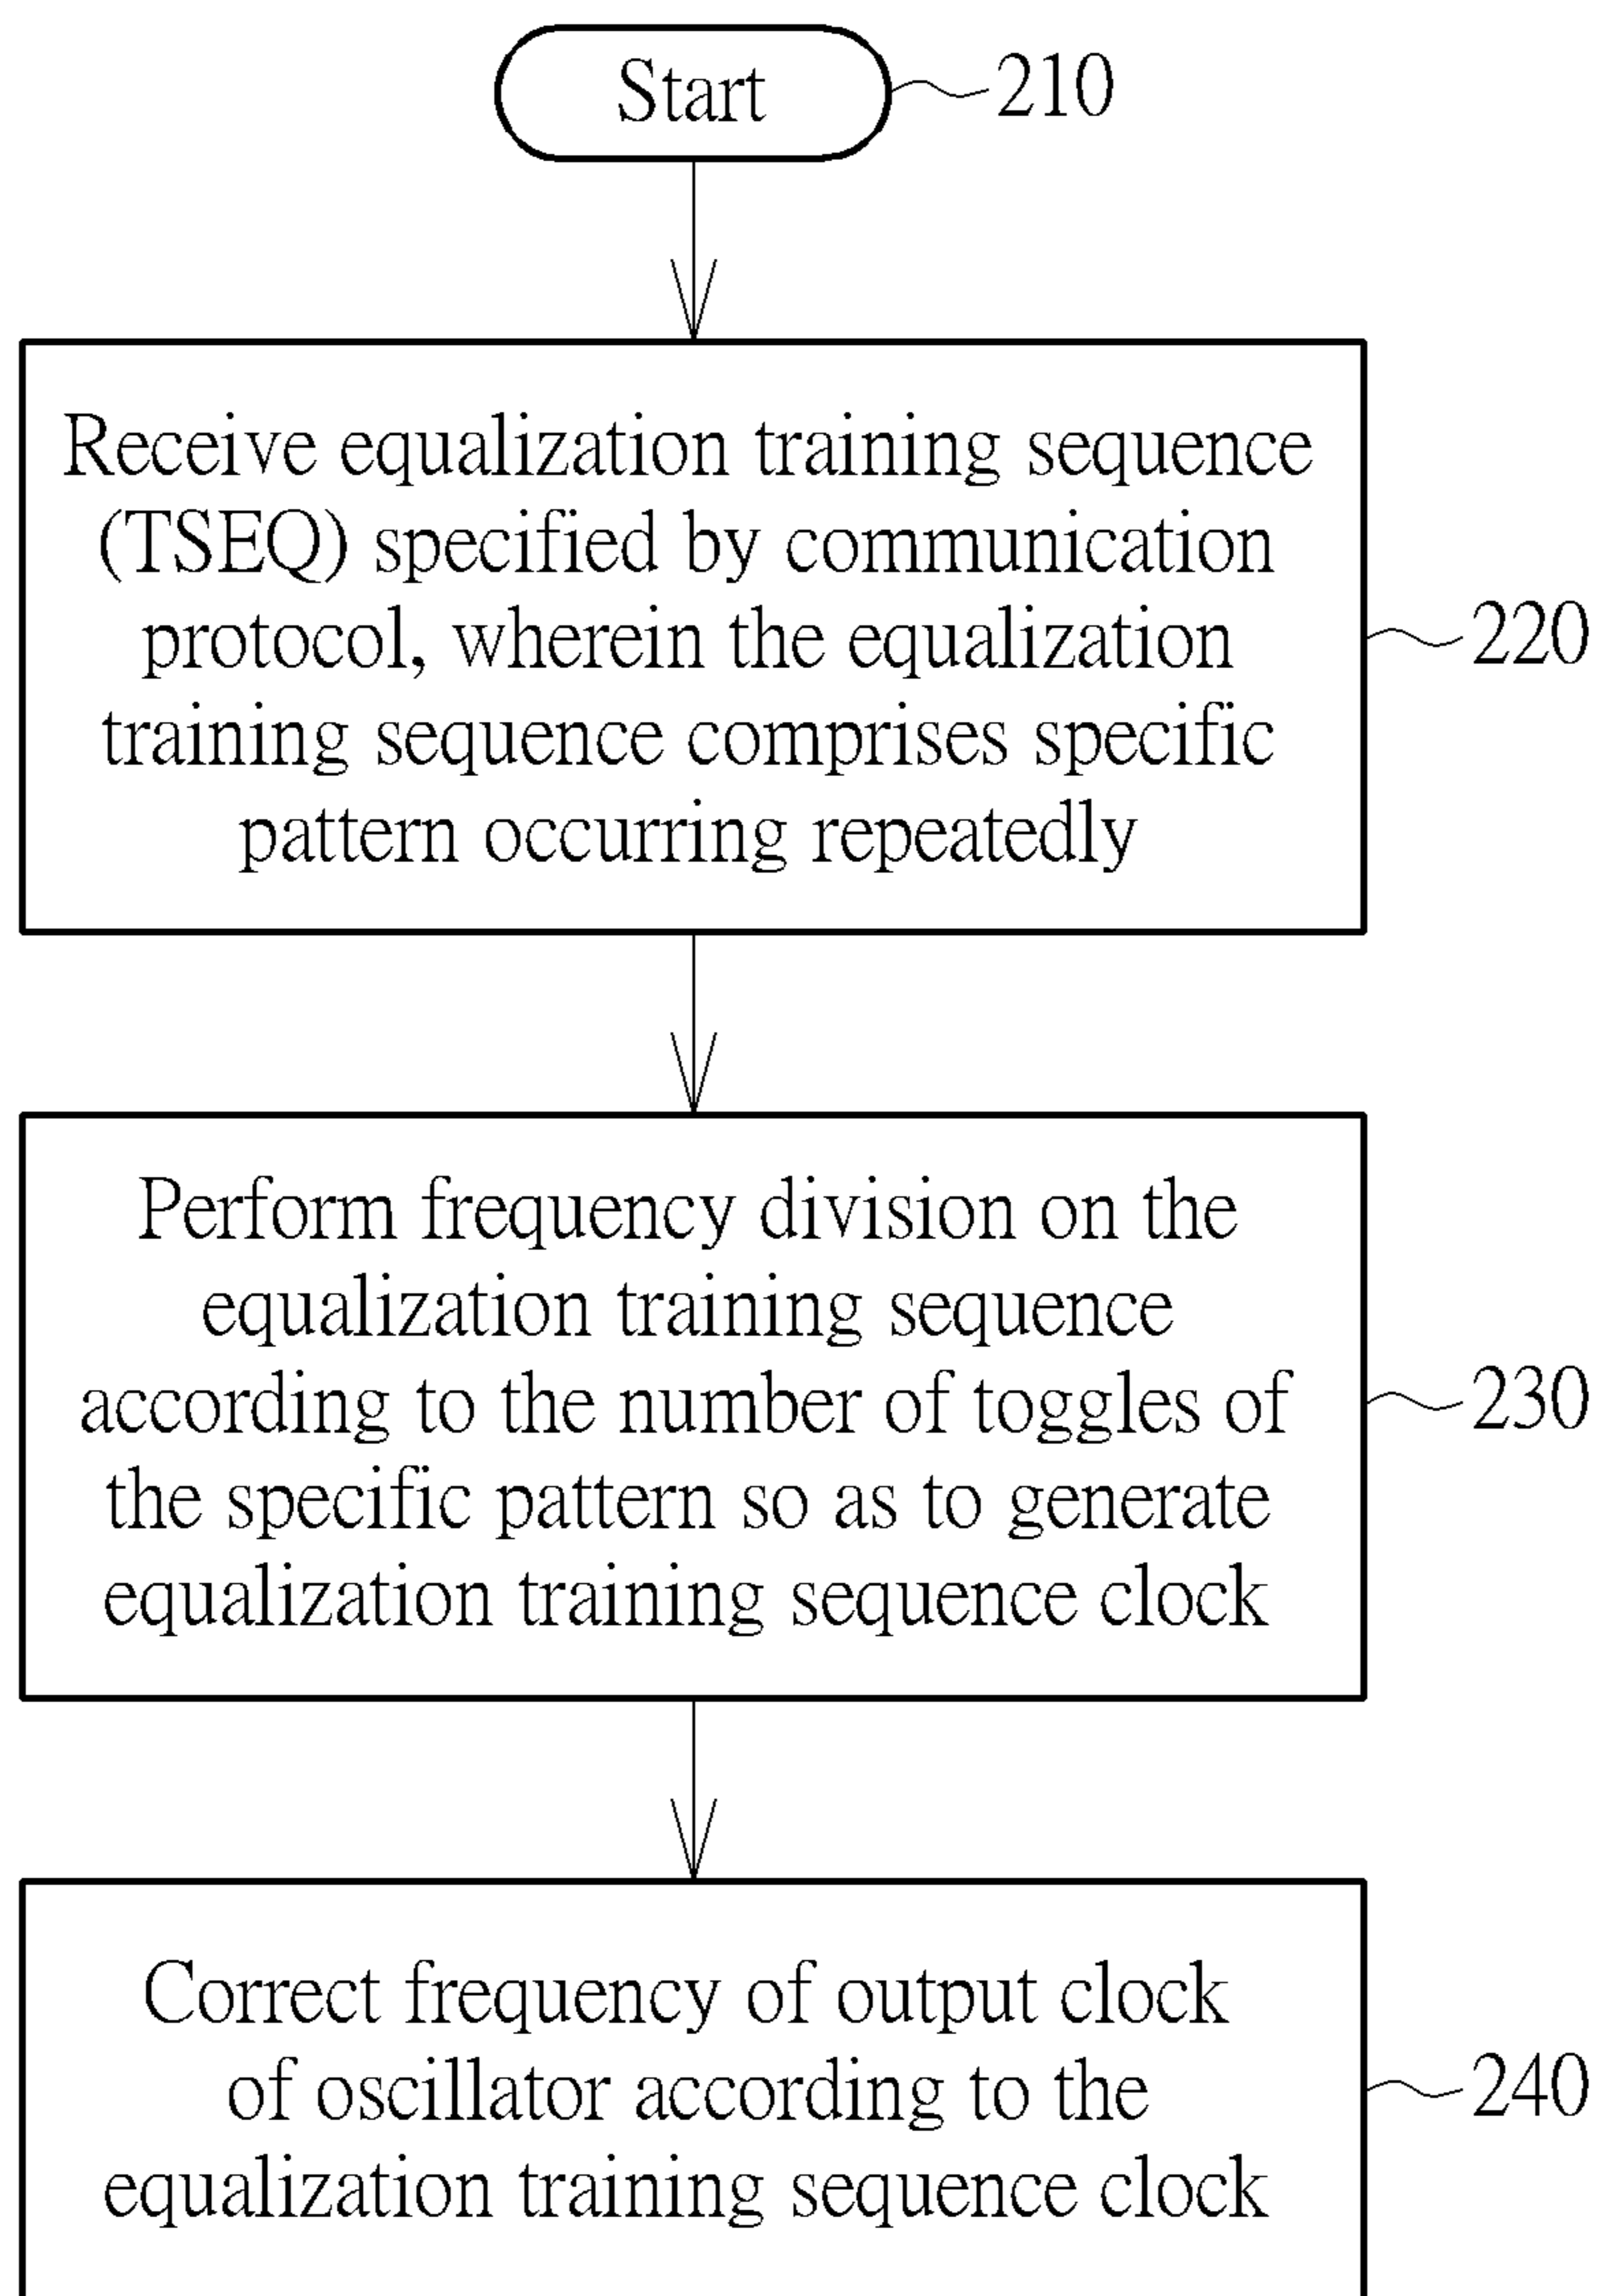 Start
210
Receive equalization training sequence
(TSEQ) specified by communication
protocol, wherein the equalization
training sequence comprises specific
pattern occurring repeatedly
220
Perform frequency division on the
equalization training sequence
according to the number of toggles of
the specific pattern so as to generate
equalization training sequence clock
230
Correct frequency of output clock
of oscillator according to the
equalization training sequence clock
240